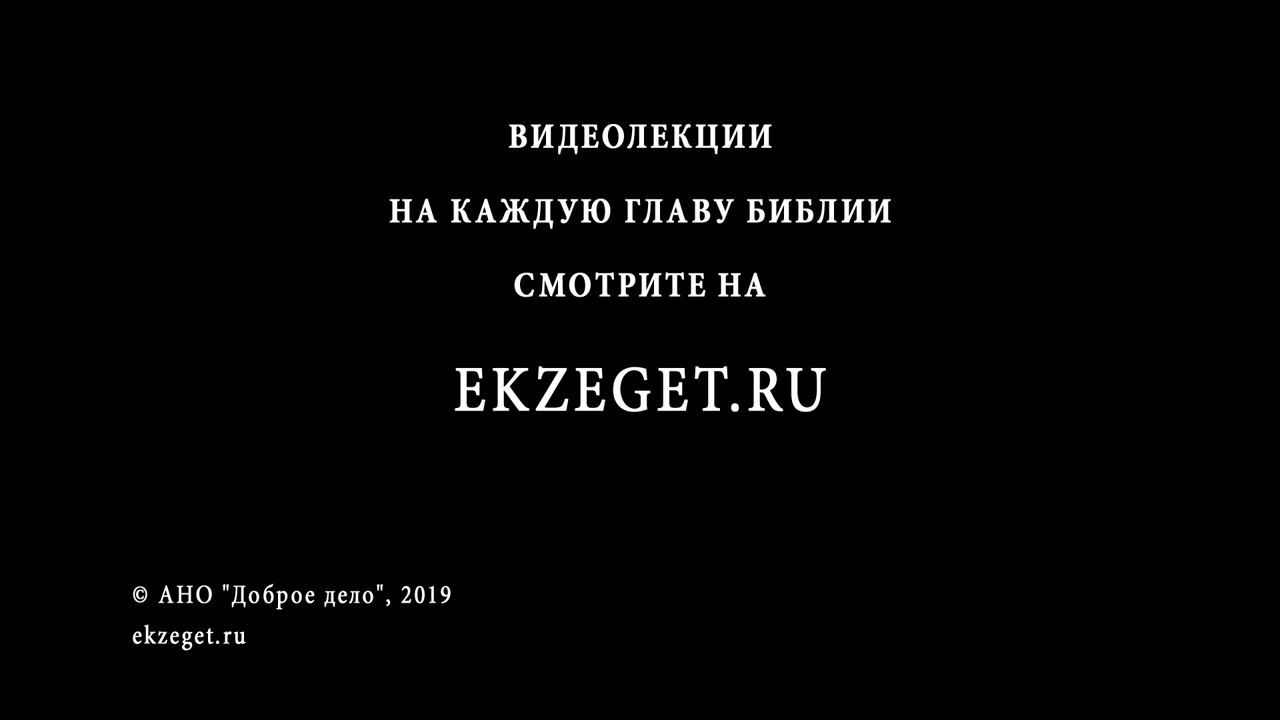 ВИДЕОЛЕКЦИИ
НА КАЖДУЮ ГЛАВУ БИБЛИИ
СМОТРИТЕ НА
EKZEGET.RU
© АНО "Доброе дело", 2019
ekzeget.ru